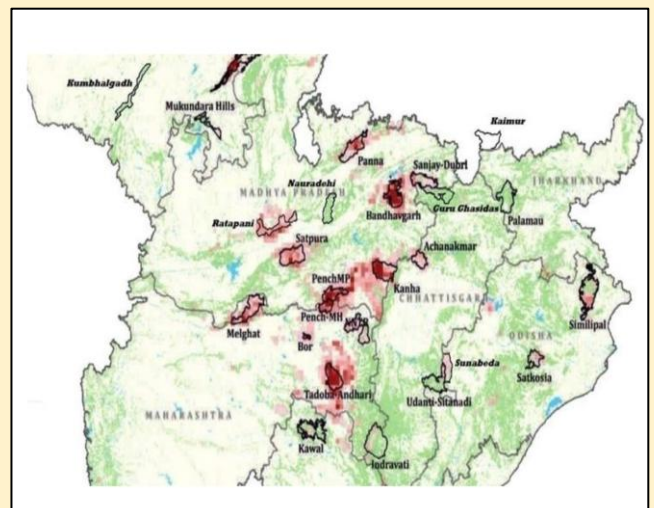 Kumbhalgadh
Mukundara Hills
Kaimur
Panna
Sanjay-Dubri
Nauradehi
MADHYA PRADESH
JHARKHAND
Bandhavgarh
Guru Ghasidas
Palamau
Ratapani
Satpura
Achanakmar
PenchMP
Kanha
CHHATTISGARH
Pench-MH
Similipal
Melghat
Bor
ODISHA
Sunabeda
Satkosia
Tadoba-Andhari
Udanti-Sitanadi
MAHARASHTRA
Kawal
Indravati